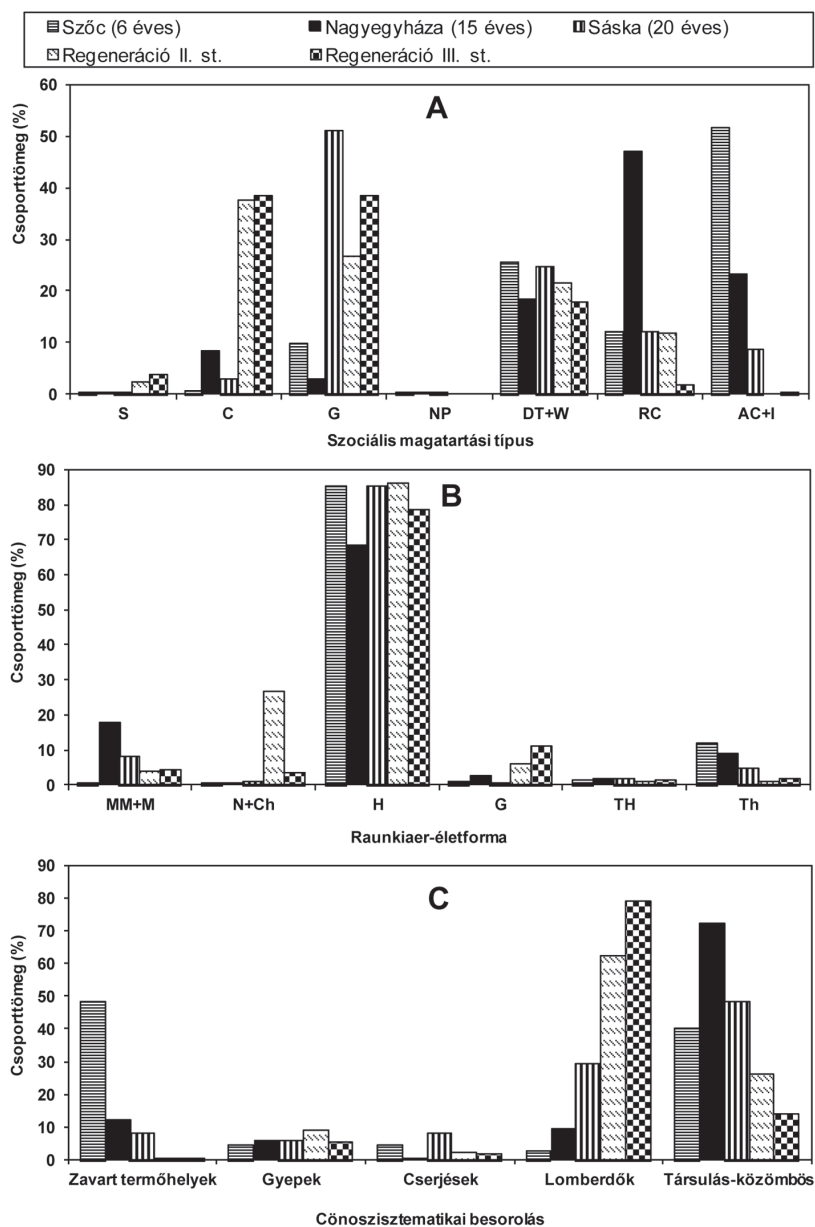 Szőc (6 éves) Nagyegyháza (15 éves) Sáska (20 éves)
Regeneráció II. st. Regeneráció III. st.
A
Csoporttömeg (%)
60
50
40
30
20
10
0
S C G NP DT+W RC AC+I
Szociális magatartási típus
B
Csoporttömeg (%)
90
80
70
60
50
40
30
20
10
0
MM+M N+Ch H G TH Th
Raunkiaer-életforma
C
Csoporttömeg (%)
90
80
70
60
50
40
30
20
10
0
Zavart termőhelyek Gyepek Cserjések Lomberdők Társulás-közömbös
Cönoszisztematikai besorolás